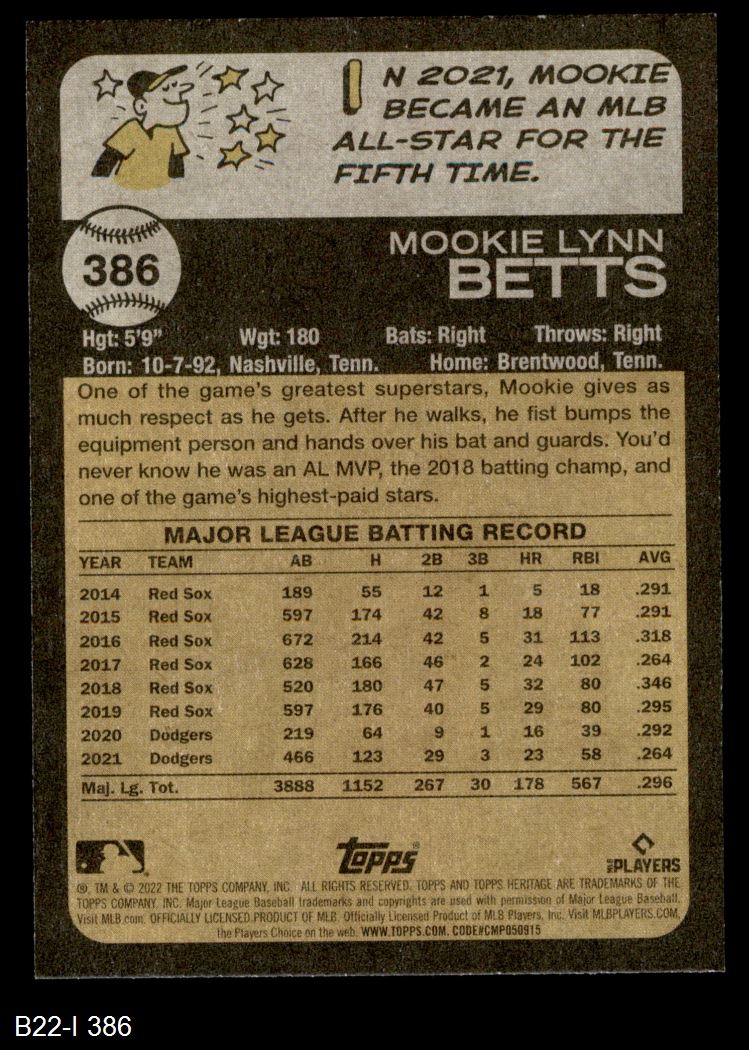 IN 2021, MOOKIE
BECAME AN MLB
ALL-STAR FOR THE
FIFTH TIME.
386
MOOKIE LYNN
BETTS
Hgt: 5'9" Wgt: 180 Bats: Right Throws: Right
Born: 10-7-92, Nashville, Tenn. Home: Brentwood, Tenn.
One of the game's greatest superstars, Mookie gives as
much respect as he gets. After he walks, he fist bumps the
equipment person and hands over his bat and guards. You'd
never know he was an AL MVP, the 2018 batting champ, and
one of the game's highest-paid stars.
MAJOR LEAGUE BATTING RECORD
YEAR TEAM AB H 2B 3B HR RBI AVG
2014 Red Sox 189 55 12 1 5 18 .291
2015 Red Sox 597 174 42 8 18 77 .291
2016 Red Sox 672 214 42 5 31 113 .318
2017 Red Sox 628 166 46 2 24 102 .264
2018 Red Sox 520 180 47 5 32 80 .346
2019 Red Sox 597 176 40 5 29 80 .295
2020 Dodgers 219 64 9 1 16 39 .292
2021 Dodgers 466 123 29 3 23 58 .264
Maj. Lg. Tot. 3888 1152 267 30 178 567 .296
topps®
MLB PLAYERS
®, TM & © 2022 THE TOPPS COMPANY, INC. ALL RIGHTS RESERVED. TOPPS AND TOPPS HERITAGE ARE TRADEMARKS OF THE
TOPPS COMPANY, INC. Major League Baseball trademarks and copyrights are used with permission of Major League Baseball.
Visit MLB.com. OFFICIALLY LICENSED PRODUCT OF MLB. Officially Licensed Product of MLB Players, Inc. Visit MLBPLAYERS.COM,
the Players Choice on the web. WWW.TOPPS.COM. CODE#CMP050915
B22-I 386